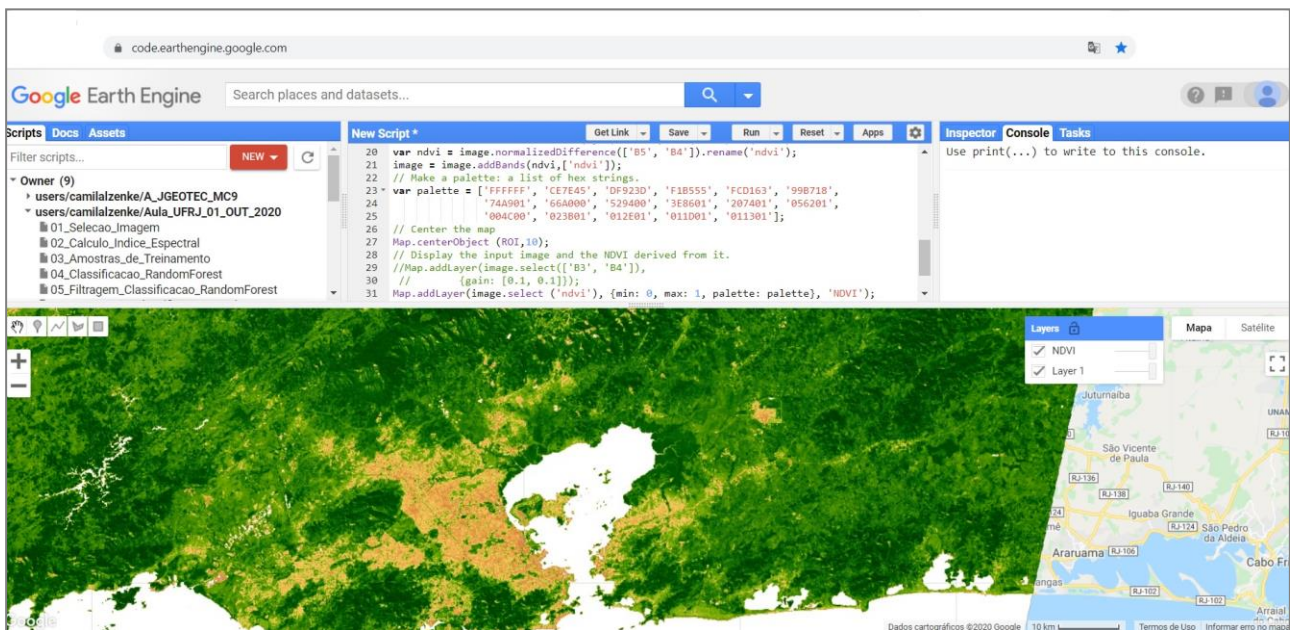 code.earthengine.google.com
Google Earth Engine
Search places and datasets...
Scripts Docs Assets
Filter scripts...
NEW
Owner (9)
users/camilalzenke/A_JGEOTEC_MC9
users/camilalzenke/Aula_UFRJ_01_OUT_2020
01_Selecao_Imagem
02_Calculo_Indice_Espectral
03_Amostras_de_Treinamento
04_Classificacao_RandomForest
05_Filtragem_Classificacao_RandomForest
New Script *
Get Link Save Run Reset Apps
20 var ndvi = image.normalizedDifference(['B5', 'B4']).rename('ndvi');
21 image = image.addBands(ndvi,['ndvi']);
22 // Make a palette: a list of hex strings.
23 var palette = ['FFFFFF', 'CE7E45', 'DF923D', 'F1B555', 'FCD163', '99B718',
24 '74A901', '66A000', '529400', '3E8601', '207401', '056201',
25 '004C00', '023B01', '012E01', '011D01', '011301'];
26 // Center the map
27 Map.centerObject (ROI,10);
28 // Display the input image and the NDVI derived from it.
29 //Map.addLayer(image.select(['B3', 'B4']),
30 // {gain: [0.1, 0.1]});
31 Map.addLayer(image.select ('ndvi'), {min: 0, max: 1, palette: palette}, 'NDVI');
Inspector Console Tasks
Use print(...) to write to this console.
+
−
Layers
NDVI
Layer 1
Mapa Satélite
Juturnaíba
UNAM
São Vicente
de Paula
RJ-136
RJ-138
RJ-140
Iguaba Grande
RJ-124
São Pedro
da Aldeia
Araruama
RJ-106
Cabo Fri
angas
RJ-102
RJ-102
Arraial
do Cabo
Google
Dados cartográficos ©2020 Google
10 km
Termos de Uso
Informar erro no mapa